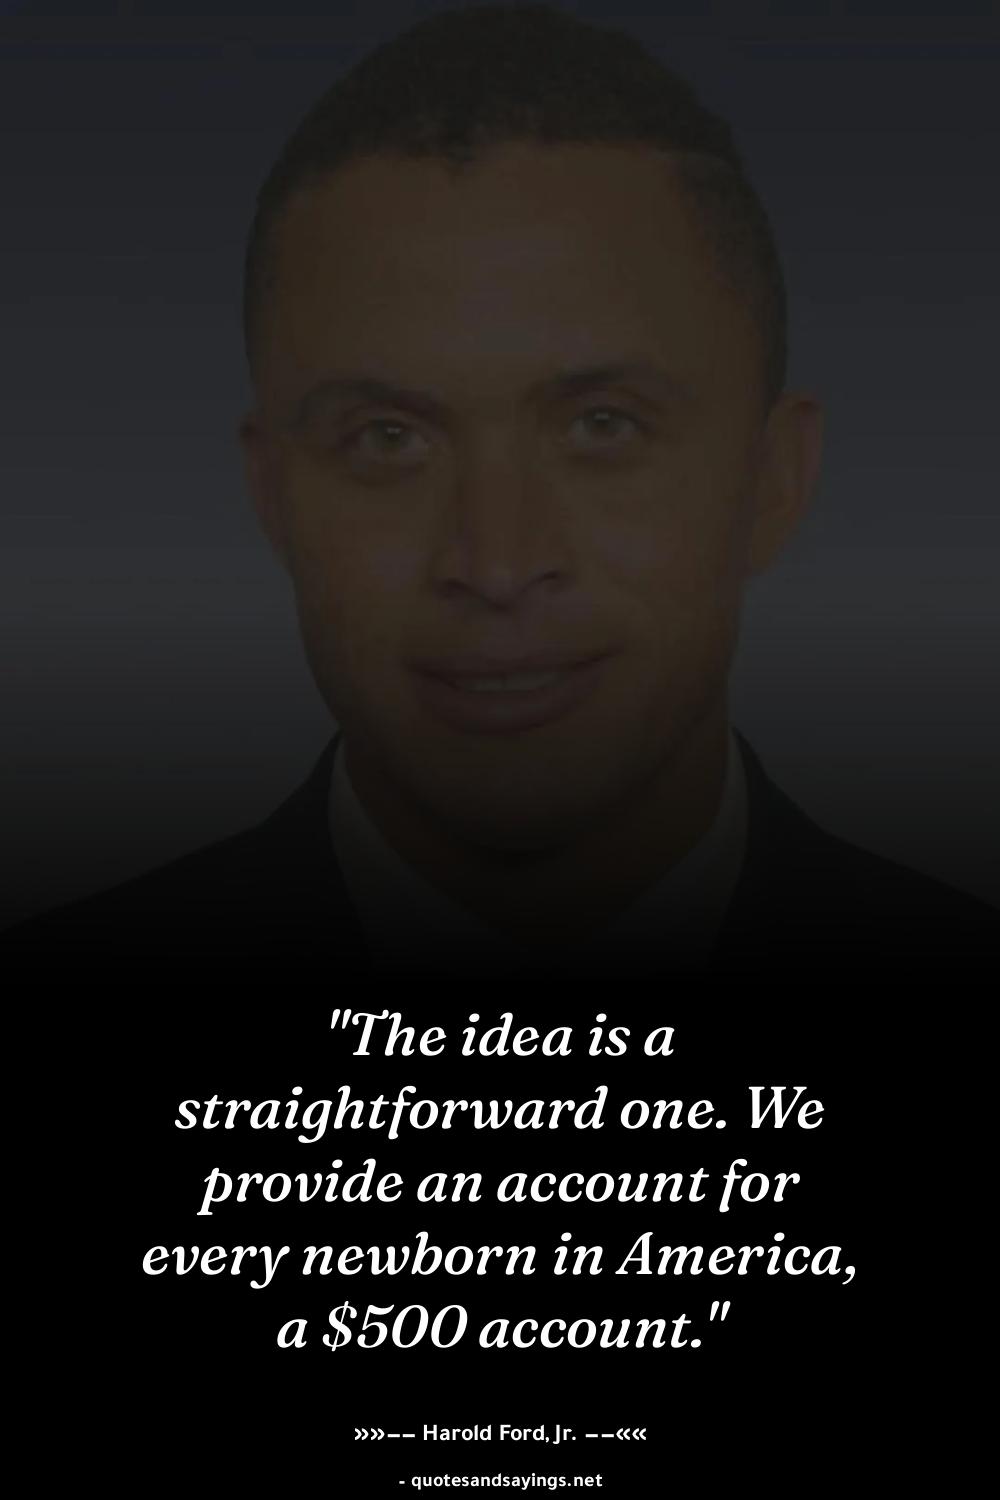 "The idea is a
straightforward one. We
provide an account for
every newborn in America,
a $500 account."
»»–– Harold Ford, Jr. ––««
- quotesandsayings.net